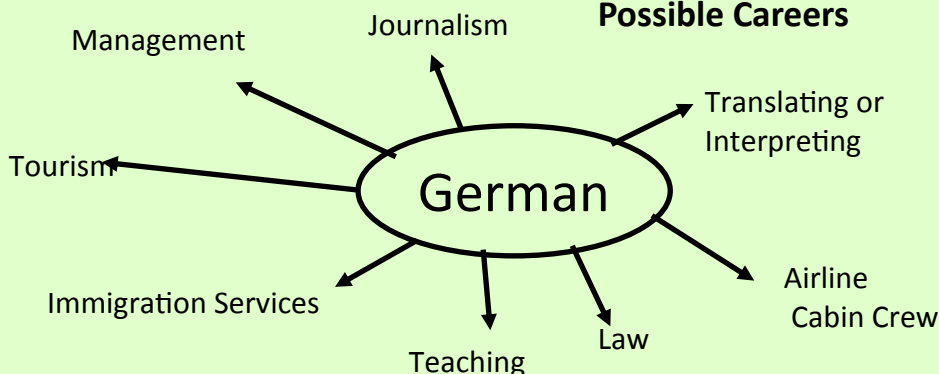 Possible Careers
Journalism
Management
Translating or
Interpreting
Tourism
German
Airline
Cabin Crew
Immigration Services
Law
Teaching